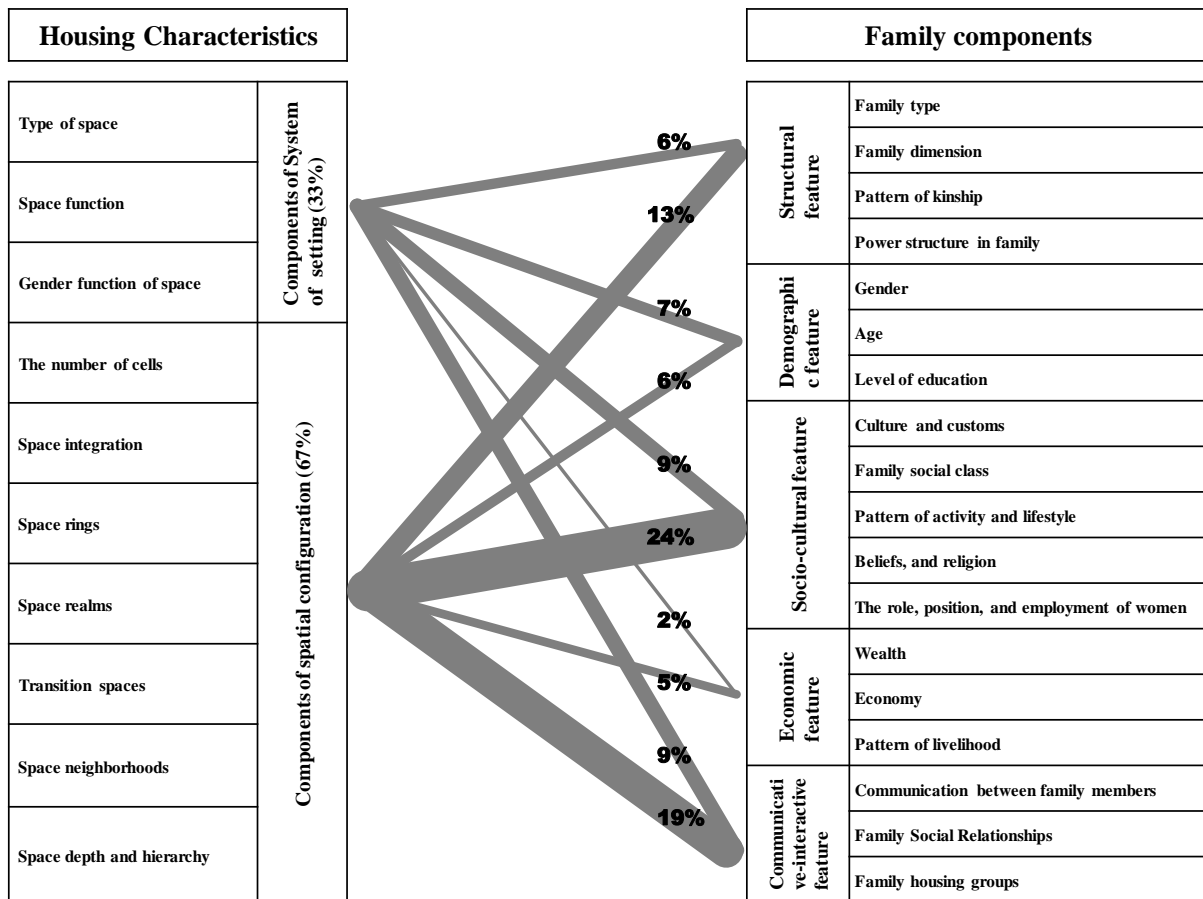 Housing Characteristics
Family components
Type of space
Space function
Gender function of space
Components of System
of setting (33%)
The number of cells
Space integration
Space rings
Space realms
Transition spaces
Space neighborhoods
Space depth and hierarchy
Components of spatial configuration (67%)
6%
13%
7%
6%
9%
24%
2%
5%
9%
19%
Structural
feature
Family type
Family dimension
Pattern of kinship
Power structure in family
Demographi
c feature
Gender
Age
Level of education
Socio-cultural feature
Culture and customs
Family social class
Pattern of activity and lifestyle
Beliefs, and religion
The role, position, and employment of women
Economic
feature
Wealth
Economy
Pattern of livelihood
Communicati
ve-interactive
feature
Communication between family members
Family Social Relationships
Family housing groups